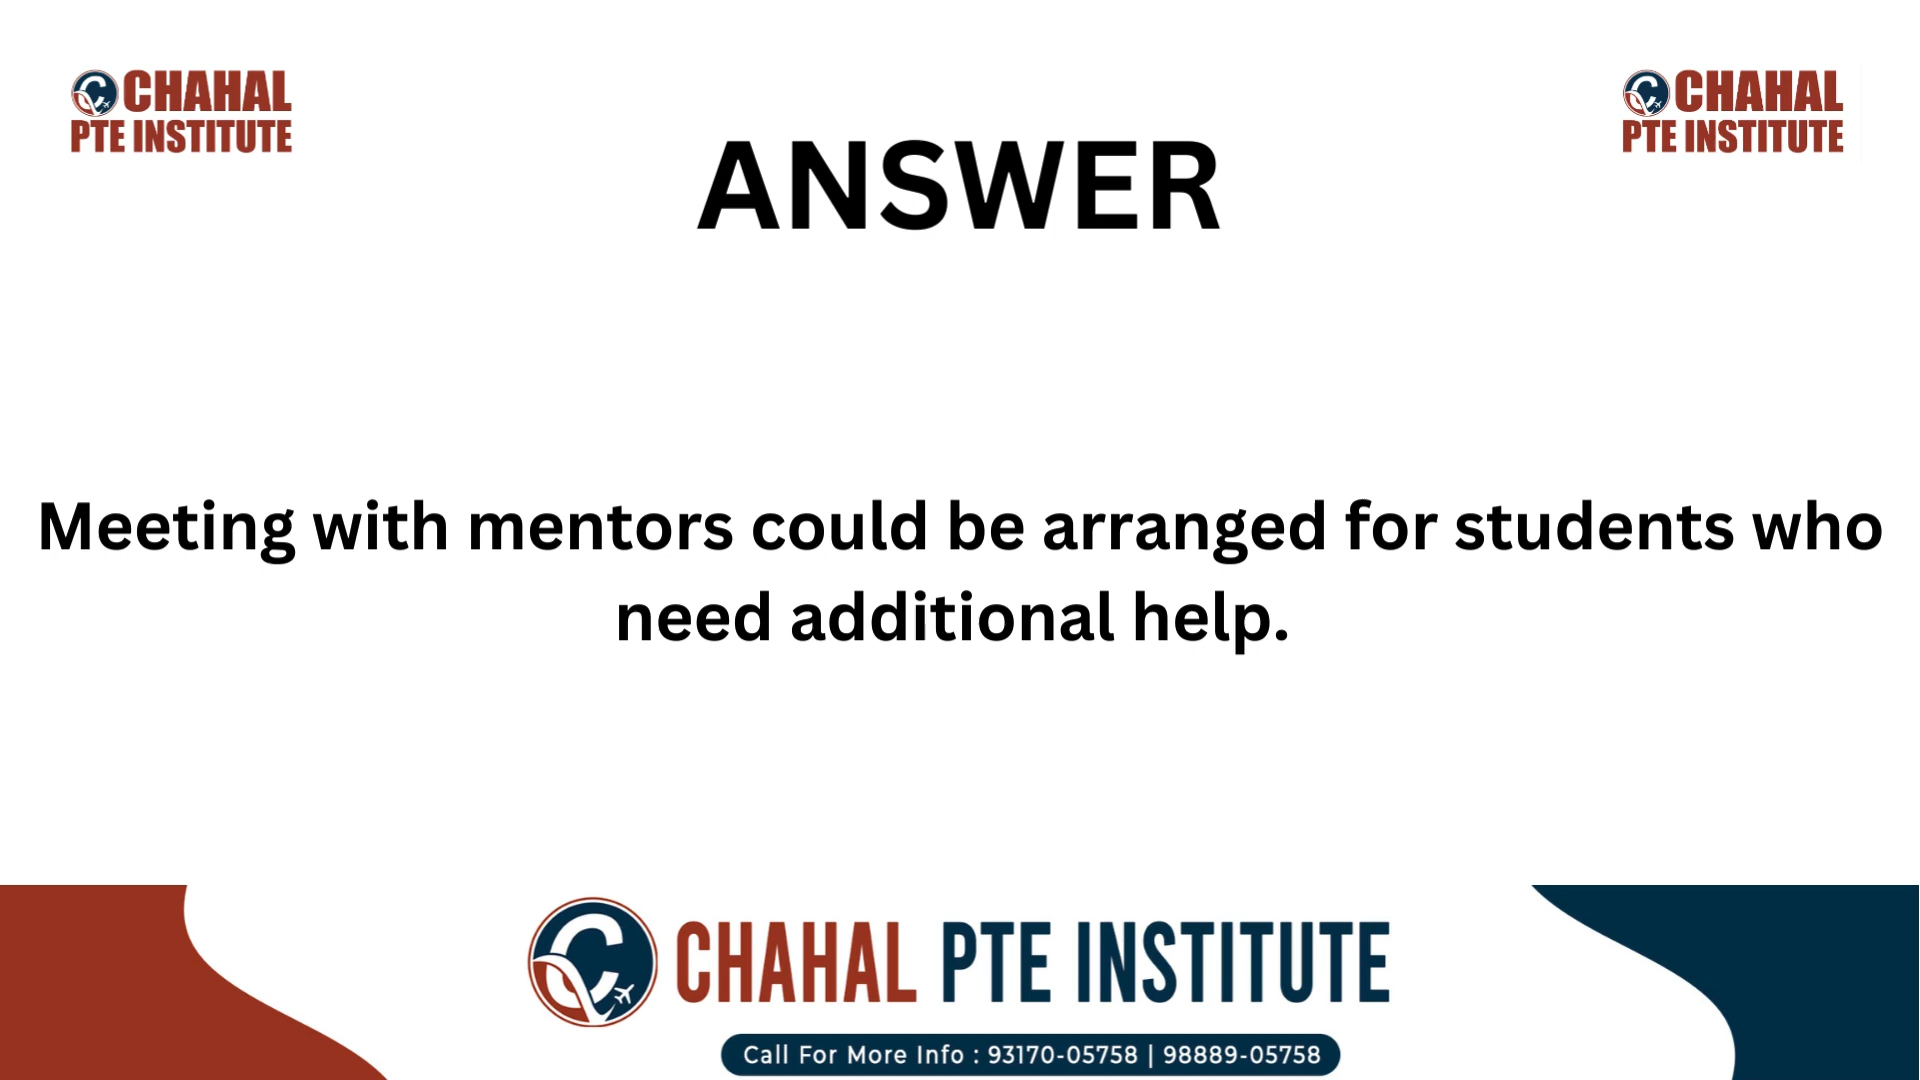 CHAHAL
PTE INSTITUTE
CHAHAL
PTE INSTITUTE
ANSWER
Meeting with mentors could be arranged for students who
need additional help.
CHAHAL PTE INSTITUTE
Call For More Info : 93170-05758 | 98889-05758